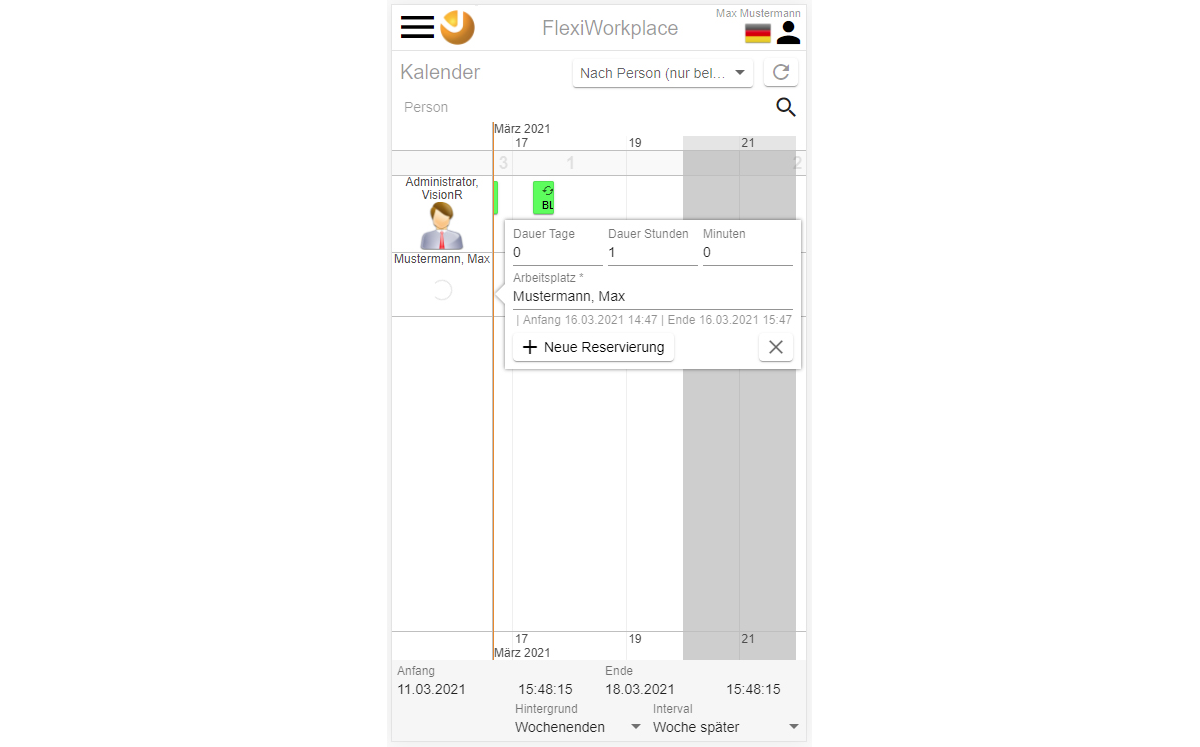 Max Mustermann
FlexiWorkplace
Kalender
Nach Person (nur bel...
Person
März 2021
17 19 21
3 1 2
Administrator,
VisionR
BL
Mustermann, Max
Dauer Tage Dauer Stunden Minuten
0 1 0
Arbeitsplatz *
Mustermann, Max
| Anfang 16.03.2021 14:47 | Ende 16.03.2021 15:47
Neue Reservierung
17 19 21
März 2021
Anfang Ende
11.03.2021 15:48:15 18.03.2021 15:48:15
Hintergrund Interval
Wochenenden Woche später